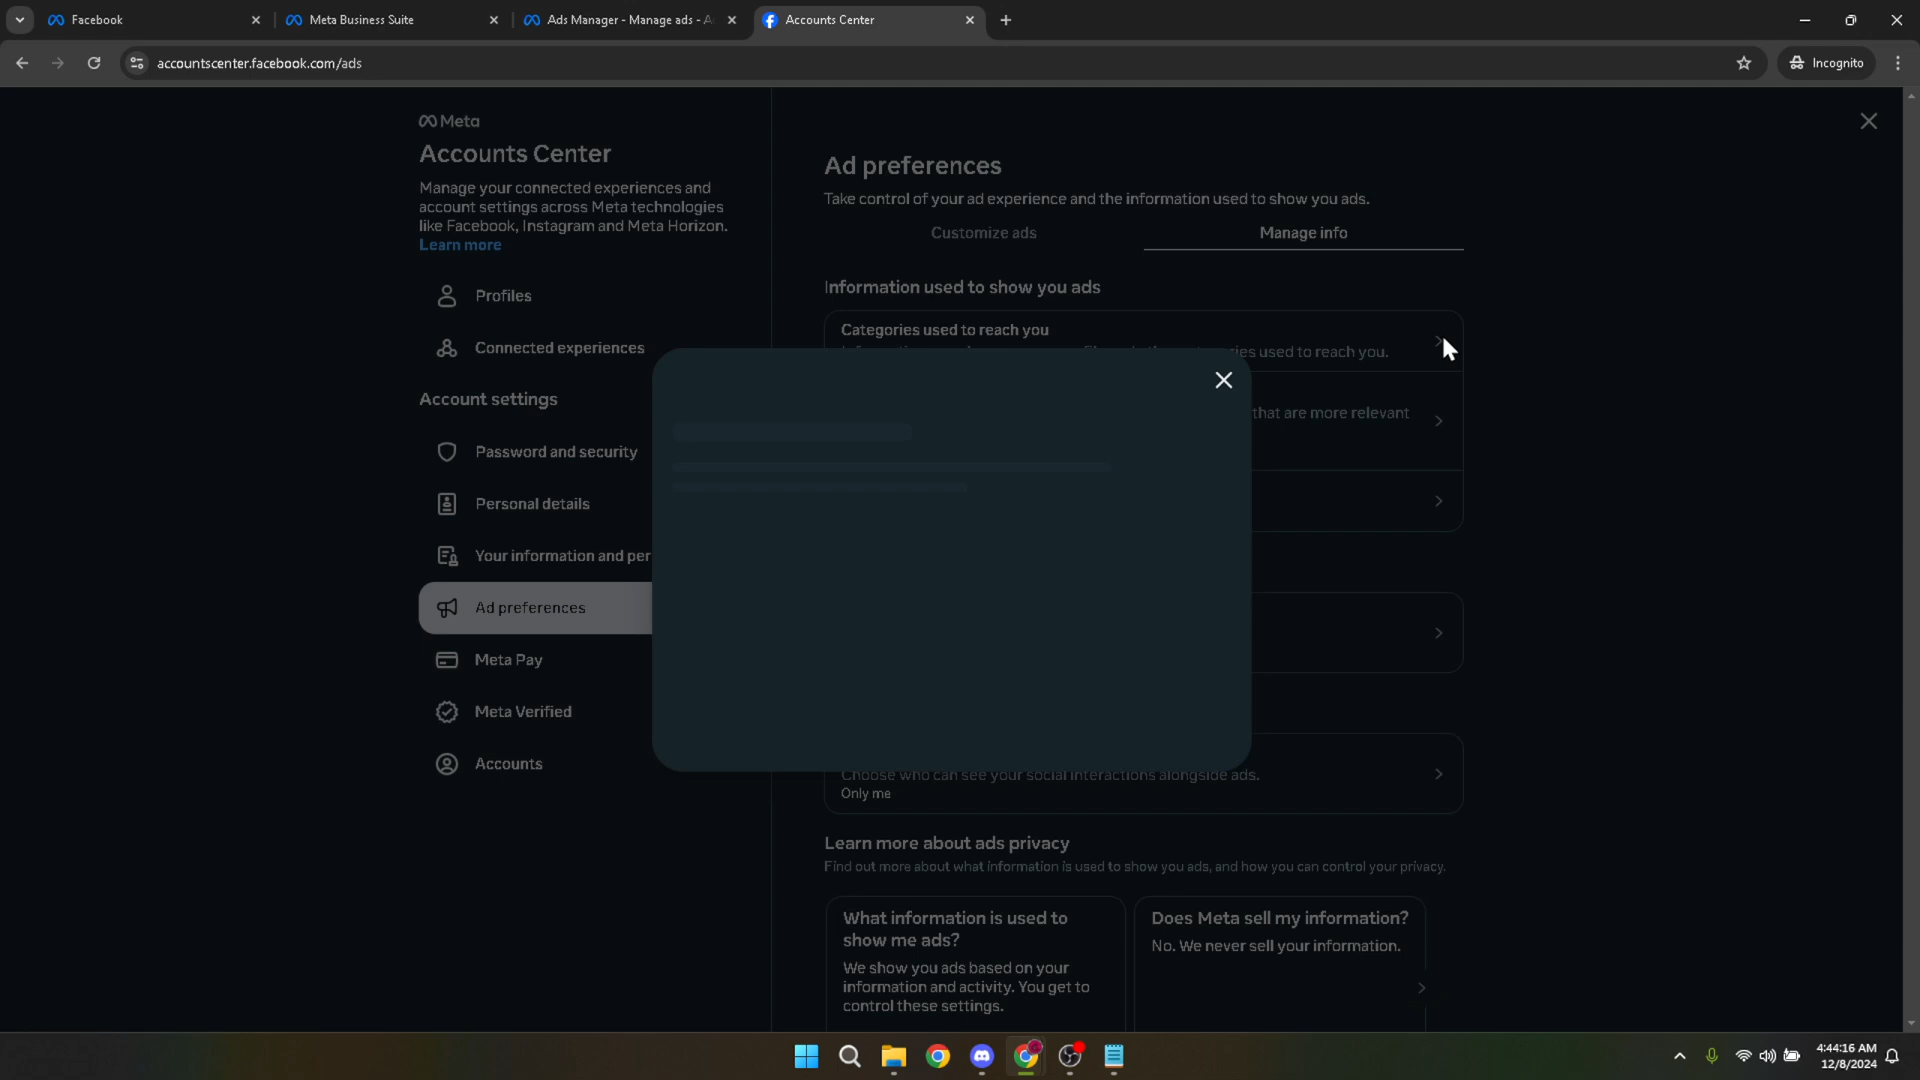 Facebook
Meta Business Suite
Ads Manager - Manage ads - A
Accounts Center
accountscenter.facebook.com/ads
Incognito
Meta
Accounts Center
Manage your connected experiences and
account settings across Meta technologies
like Facebook, Instagram and Meta Horizon.
Learn more
Profiles
Connected experiences
Account settings
Password and security
Personal details
Your information and per
Ad preferences
Meta Pay
Meta Verified
Accounts
Ad preferences
Take control of your ad experience and the information used to show you ads.
Customize ads
Manage info
Information used to show you ads
Categories used to reach you
used to reach you.
that are more relevant
Choose who can see your social interactions alongside ads.
Only me
Learn more about ads privacy
Find out more about what information is used to show you ads, and how you can control your privacy.
What information is used to
show me ads?
We show you ads based on your
information and activity. You get to
control these settings.
Does Meta sell my information?
No. We never sell your information.
4:44:16 AM
12/8/2024